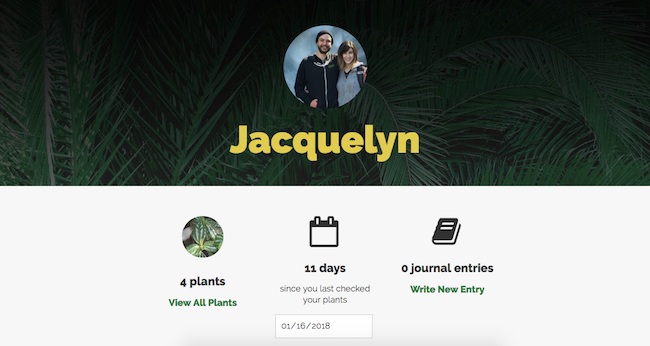 Jacquelyn
4 plants
View All Plants
11 days
since you last checked
your plants
01/16/2018
0 journal entries
Write New Entry